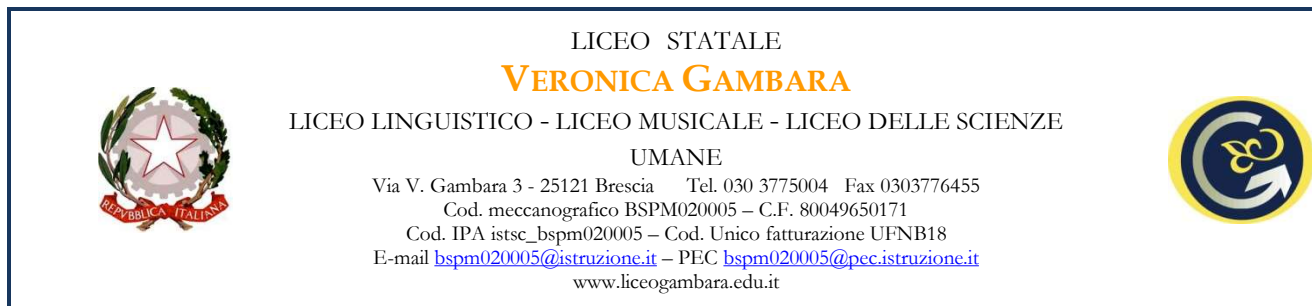 LICEO STATALE
VERONICA GAMBARA
LICEO LINGUISTICO - LICEO MUSICALE - LICEO DELLE SCIENZE
UMANE
Via V. Gambara 3 - 25121 Brescia Tel. 030 3775004 Fax 0303776455
Cod. meccanografico BSPM020005 – C.F. 80049650171
Cod. IPA istsc_bspm020005 – Cod. Unico fatturazione UFNB18
E-mail bspm020005@istruzione.it – PEC bspm020005@pec.istruzione.it
www.liceogambara.edu.it
REPVBBLICA ITALIANA